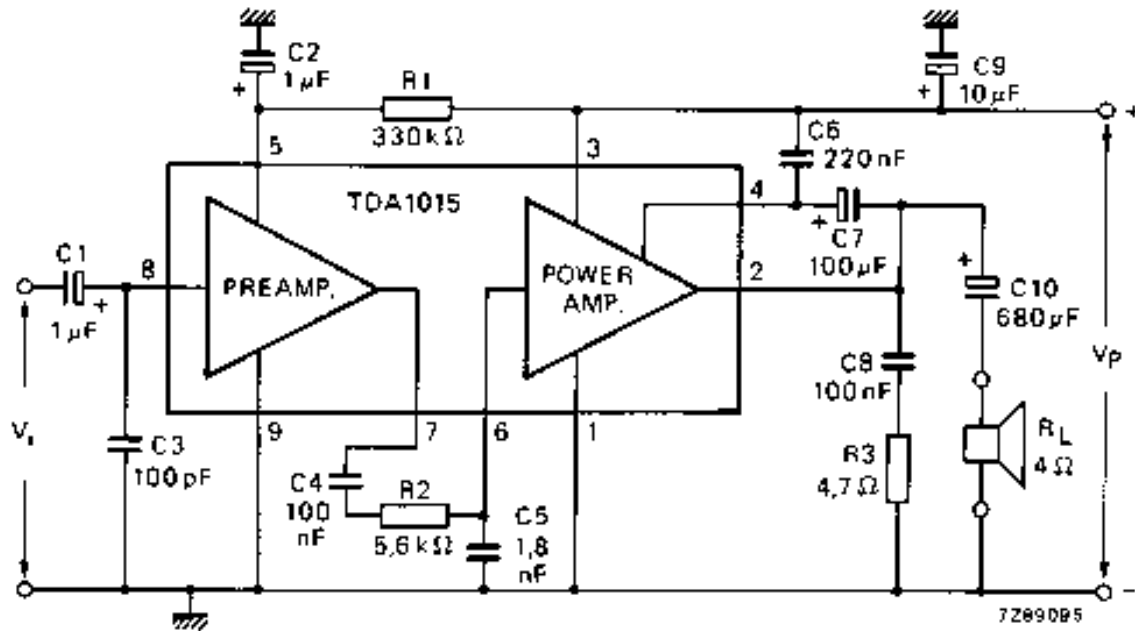 C2
1µF
+
R1
330kΩ
C9
10µF
+
+
5
3
C6
220nF
TDA1015
4
+
C7
100µF
C1
+
1µF
8
PREAMP.
POWER
AMP.
2
+
C10
680µF
Vp
C8
100nF
Vi
C3
100pF
9
7
6
1
C4
100
nF
R2
5,6kΩ
C5
1,8
nF
R3
4,7Ω
RL
4Ω
−
7Z89095